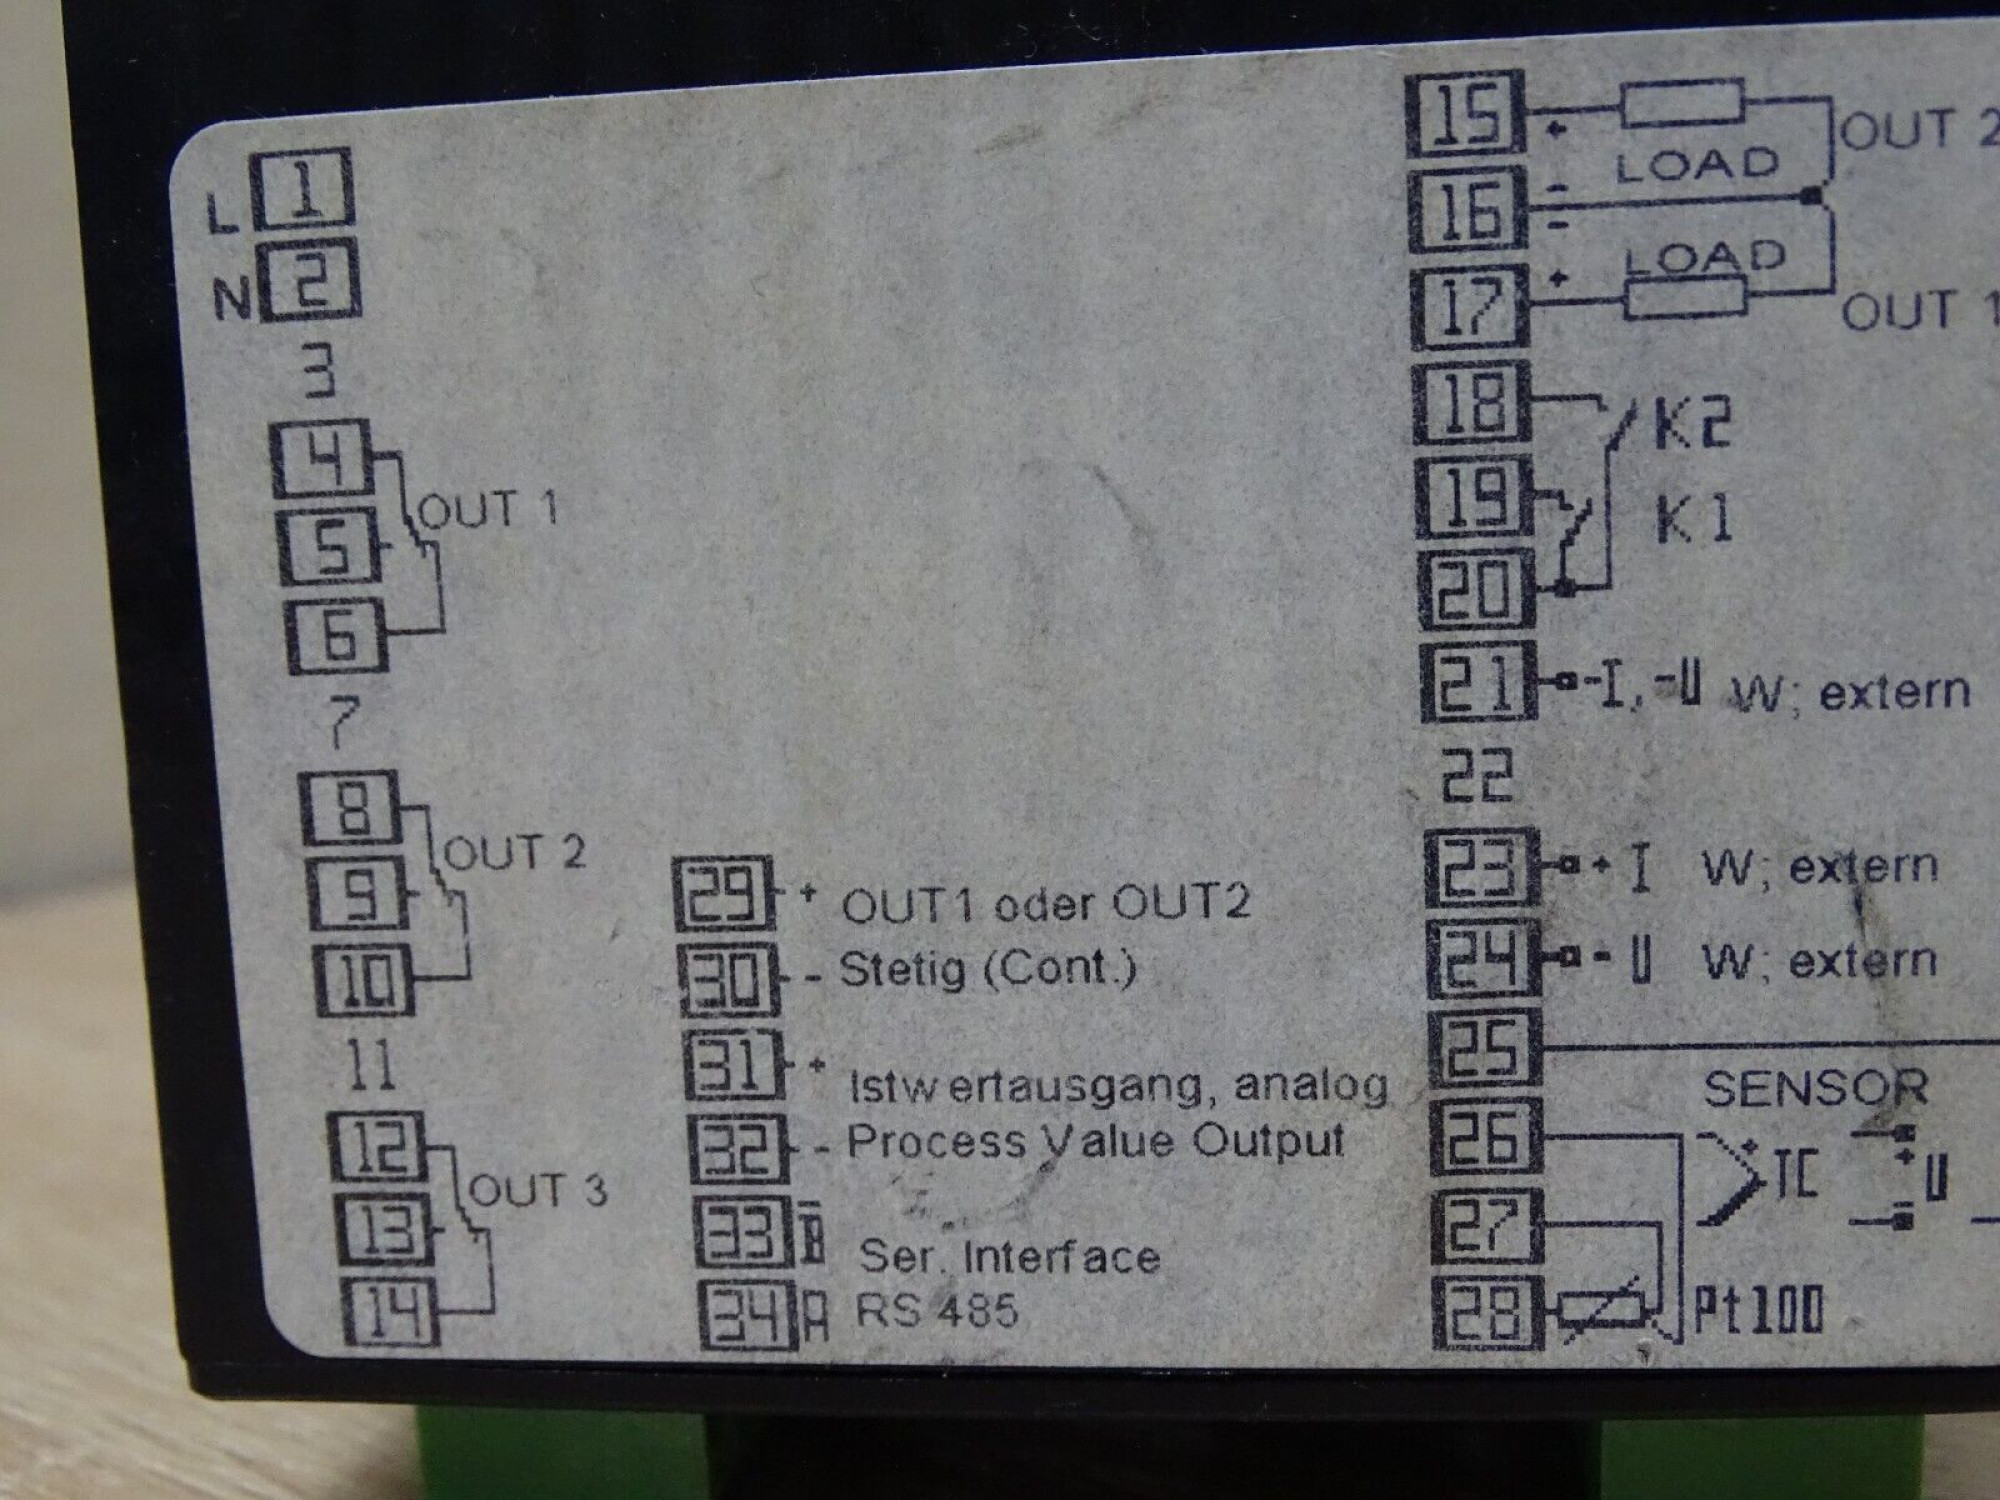 L 1
N 2
3
4
5 OUT 1
6
7
8
9 OUT 2
10
11
12
13 OUT 3
14
29 + OUT1 oder OUT2
30 - Stetig (Cont.)
31 + Istwertausgang, analog
32 - Process Value Output
33 B Ser. Interface
34 A RS 485
15 + LOAD OUT 2
16 - -
17 + LOAD OUT 1
18 K2
19 K1
20
21 -I, -U W; extern
22
23 + I W; extern
24 - U W; extern
25
SENSOR
26 + TC + U -
27
28 Pt100